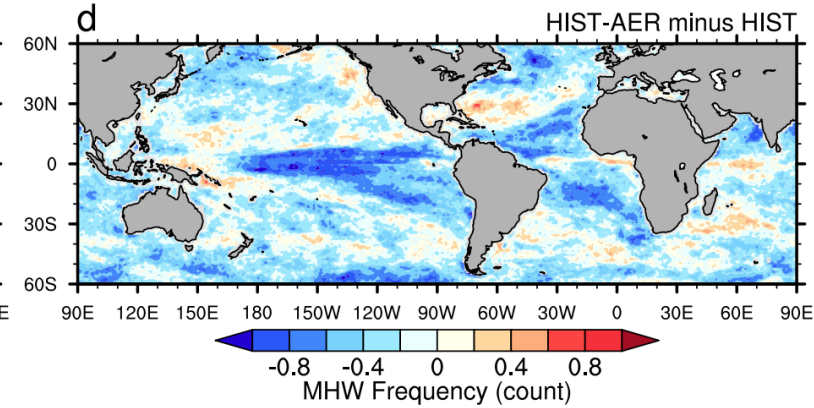 d
HIST-AER minus HIST
60N
30N
0
30S
60S
E
90E 120E 150E 180 150W 120W 90W 60W 30W 0 30E 60E 90E
-0.8 -0.4 0 0.4 0.8
MHW Frequency (count)